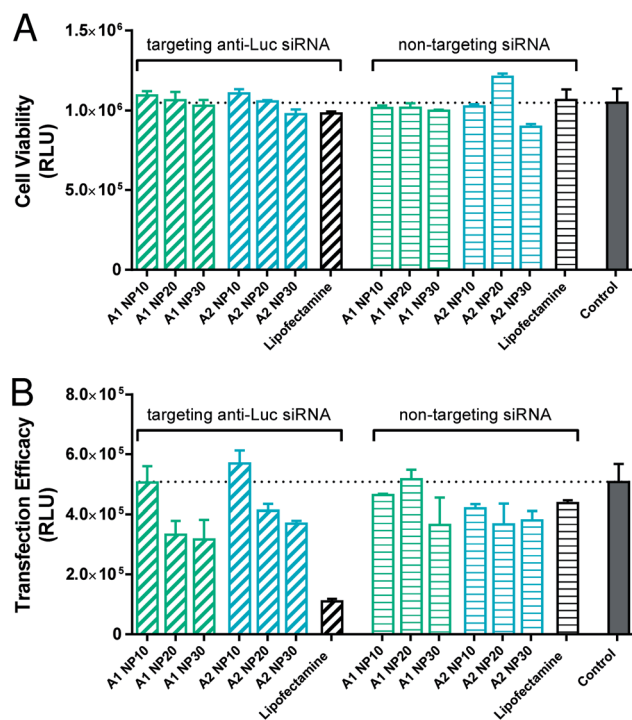 A
targeting anti-Luc siRNA
non-targeting siRNA
Cell Viability
(RLU)
1.5×10⁶
1.0×10⁶
5.0×10⁵
0
A1 NP10
A1 NP20
A1 NP30
A2 NP10
A2 NP20
A2 NP30
Lipofectamine
A1 NP10
A1 NP20
A1 NP30
A2 NP10
A2 NP20
A2 NP30
Lipofectamine
Control
B
targeting anti-Luc siRNA
non-targeting siRNA
Transfection Efficacy
(RLU)
8.0×10⁵
6.0×10⁵
4.0×10⁵
2.0×10⁵
0
A1 NP10
A1 NP20
A1 NP30
A2 NP10
A2 NP20
A2 NP30
Lipofectamine
A1 NP10
A1 NP20
A1 NP30
A2 NP10
A2 NP20
A2 NP30
Lipofectamine
Control